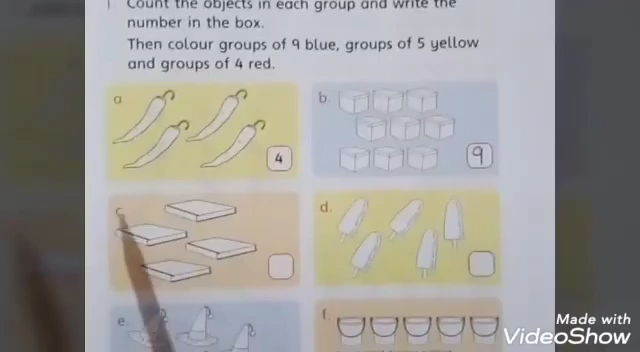 1 Count the objects in each group and write the
number in the box.
Then colour groups of 9 blue, groups of 5 yellow
and groups of 4 red.
a
b.
4
9
c
d.
e.
f.
Made with
VideoShow